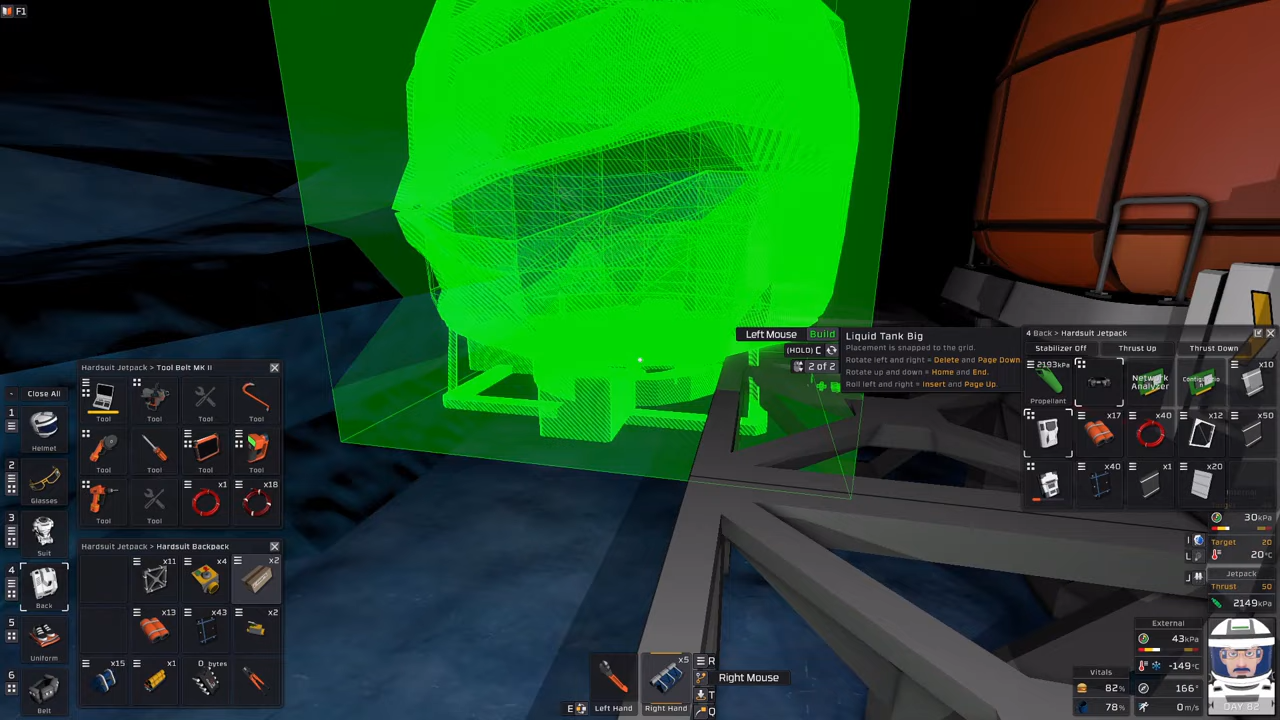 F1
Left Mouse Build
(HOLD) C
2 of 2
Liquid Tank Big
Placement is snapped to the grid.
Rotate left and right = Delete and Page Down
Rotate up and down = Home and End.
Roll left and right = Insert and Page Up.
4 Back > Hardsuit Jetpack
Stabilizer Off Thrust Up Thrust Down
2193kPa
Propellant
Network Analyzer
x10
x17
x40
x12
x50
x40
x1
x20
Hardsuit Jetpack > Tool Belt MK II
Tool Tool Tool Tool
Tool Tool Tool Tool
x1
x18
Tool Tool Tool Tool
Hardsuit Jetpack > Hardsuit Backpack
x11
x4
x2
x13
x43
x2
x15
x1
0 bytes
- Close All
1
Helmet
2
Glasses
3
Suit
4
Back
5
Uniform
6
Belt
E
Left Hand
x5
Right Hand
R
T
Q
Right Mouse
30kPa
Target 20
20°C
Jetpack
Thrust 50
2149kPa
External
43kPa
-149°C
166°
0m/s
Vitals
82%
78%
DAY 82